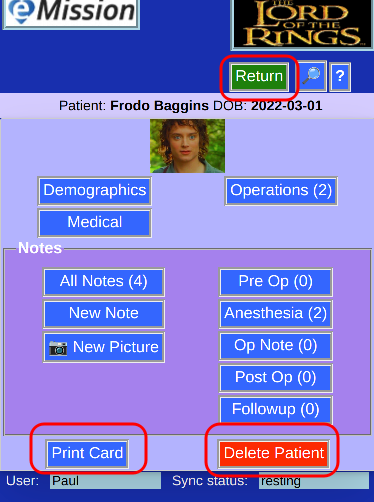 eMission
THE
LORD
OF THE
RINGS
Return
?
Patient: Frodo Baggins DOB: 2022-03-01
Demographics
Operations (2)
Medical
Notes
All Notes (4)
Pre Op (0)
New Note
Anesthesia (2)
New Picture
Op Note (0)
Post Op (0)
Followup (0)
Print Card
Delete Patient
User: Paul Sync status: resting